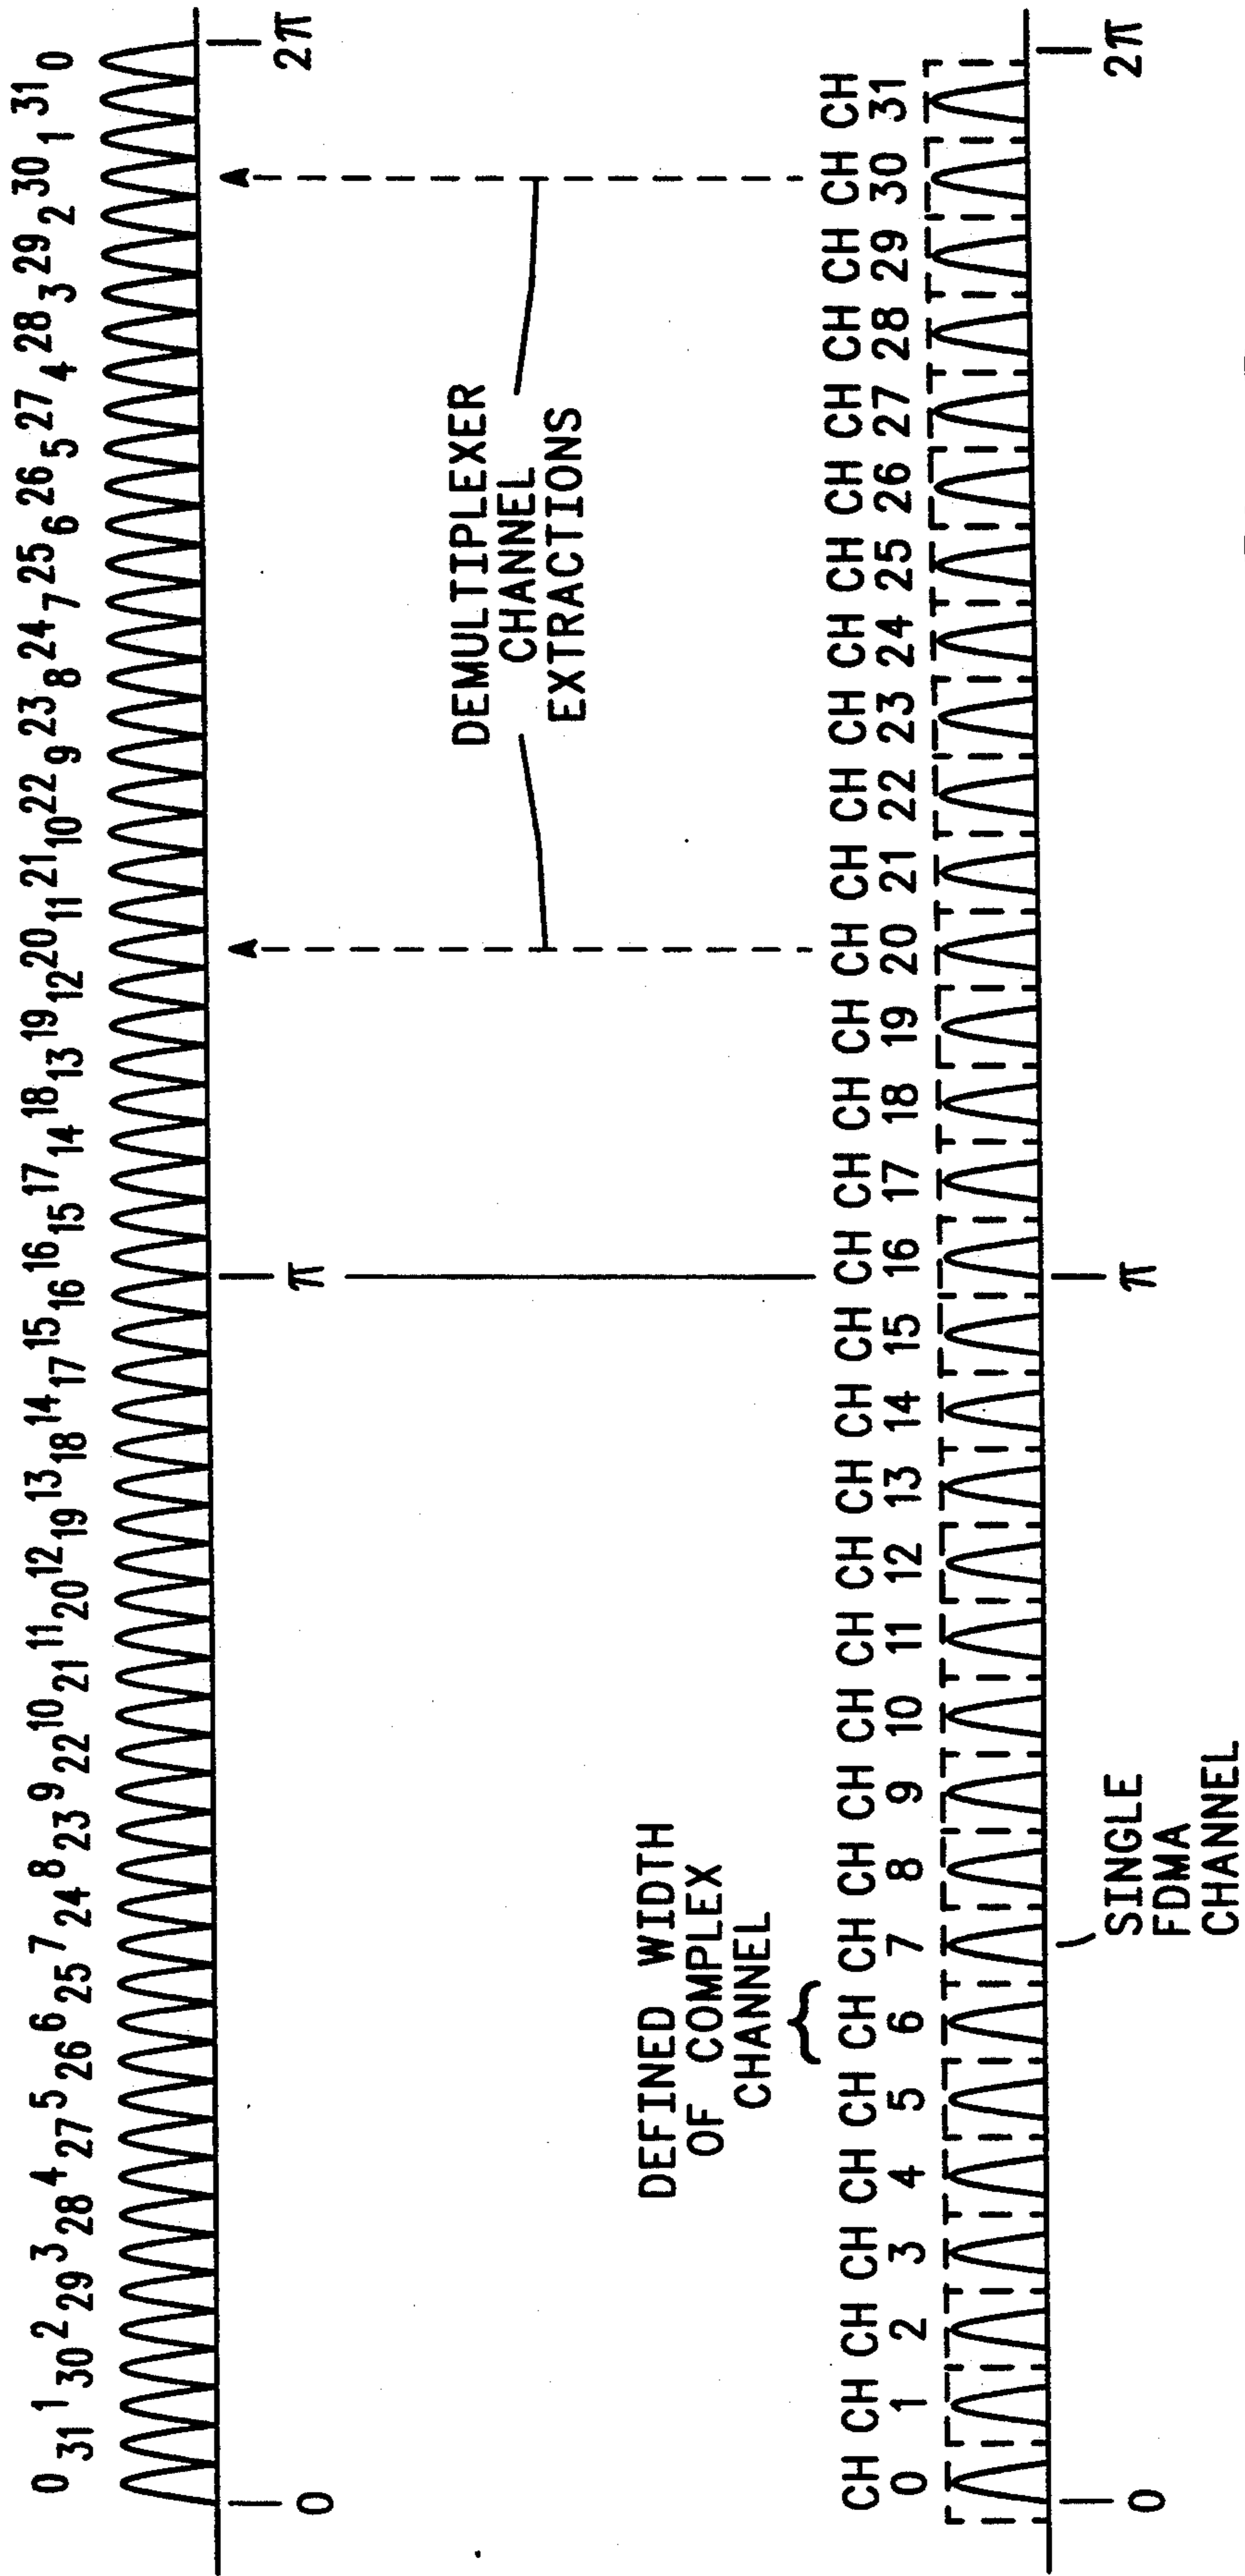 0 31 1 30 2 29 3 28 4 27 5 26 6 25 7 24 8 23 9 22 10 21 11 20 12 19 13 18 14 17 15 16 16 15 17 14 18 13 19 12 20 11 21 10 22 9 23 8 24 7 25 6 26 5 27 4 28 3 29 2 30 1 31 0
0 π 2π
DEMULTIPLEXER
CHANNEL
EXTRACTIONS
DEFINED WIDTH
OF COMPLEX
CHANNEL
CH CH CH CH CH CH CH CH CH CH CH CH CH CH CH CH CH CH CH CH CH CH CH CH CH CH CH CH CH CH CH CH
0 1 2 3 4 5 6 7 8 9 10 11 12 13 14 15 16 17 18 19 20 21 22 23 24 25 26 27 28 29 30 31
0 π 2π
SINGLE
FDMA
CHANNEL